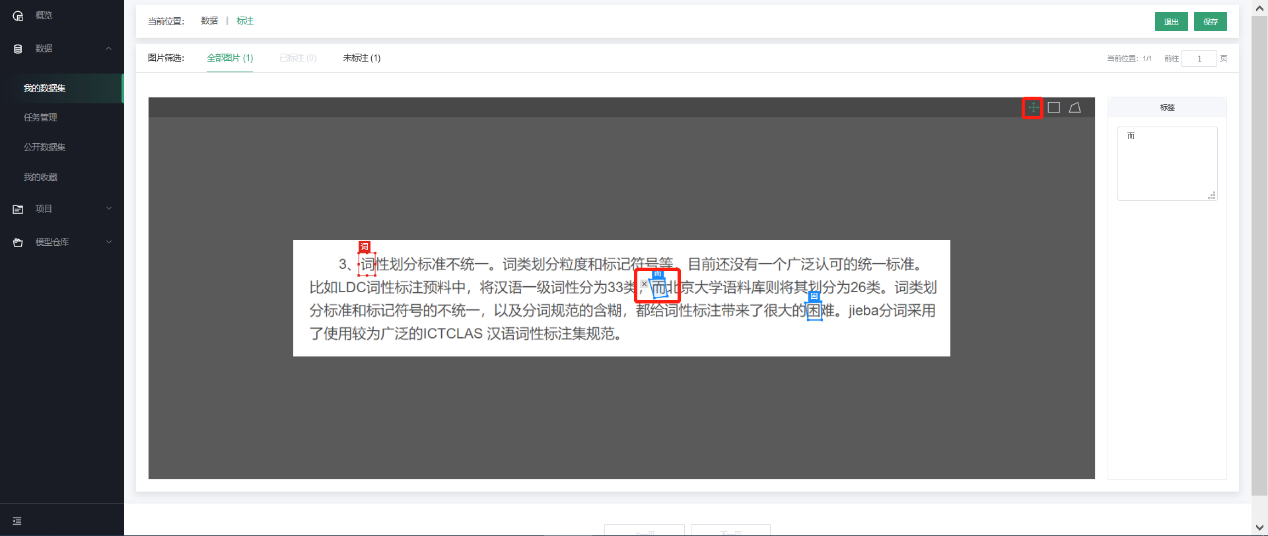 概览
数据
我的数据集
任务管理
公开数据集
我的收藏
项目
模型仓库
当前位置： 数据 | 标注
退出 保存
图片筛选： 全部图片 (1) 已标注 (0) 未标注 (1)
当前位置：1/1 前往 1 页
标签
而
词
3、词性划分标准不统一。词类划分粒度和标记符号等。目前还没有一个广泛认可的统一标准。
比如LDC词性标注预料中，将汉语一级词性分为33类，而北京大学语料库则将其划分为26类。词类划
分标准和标记符号的不统一，以及分词规范的含糊，都给词性标注带来了很大的困难。jieba分词采用
了使用较为广泛的ICTCLAS 汉语词性标注集规范。